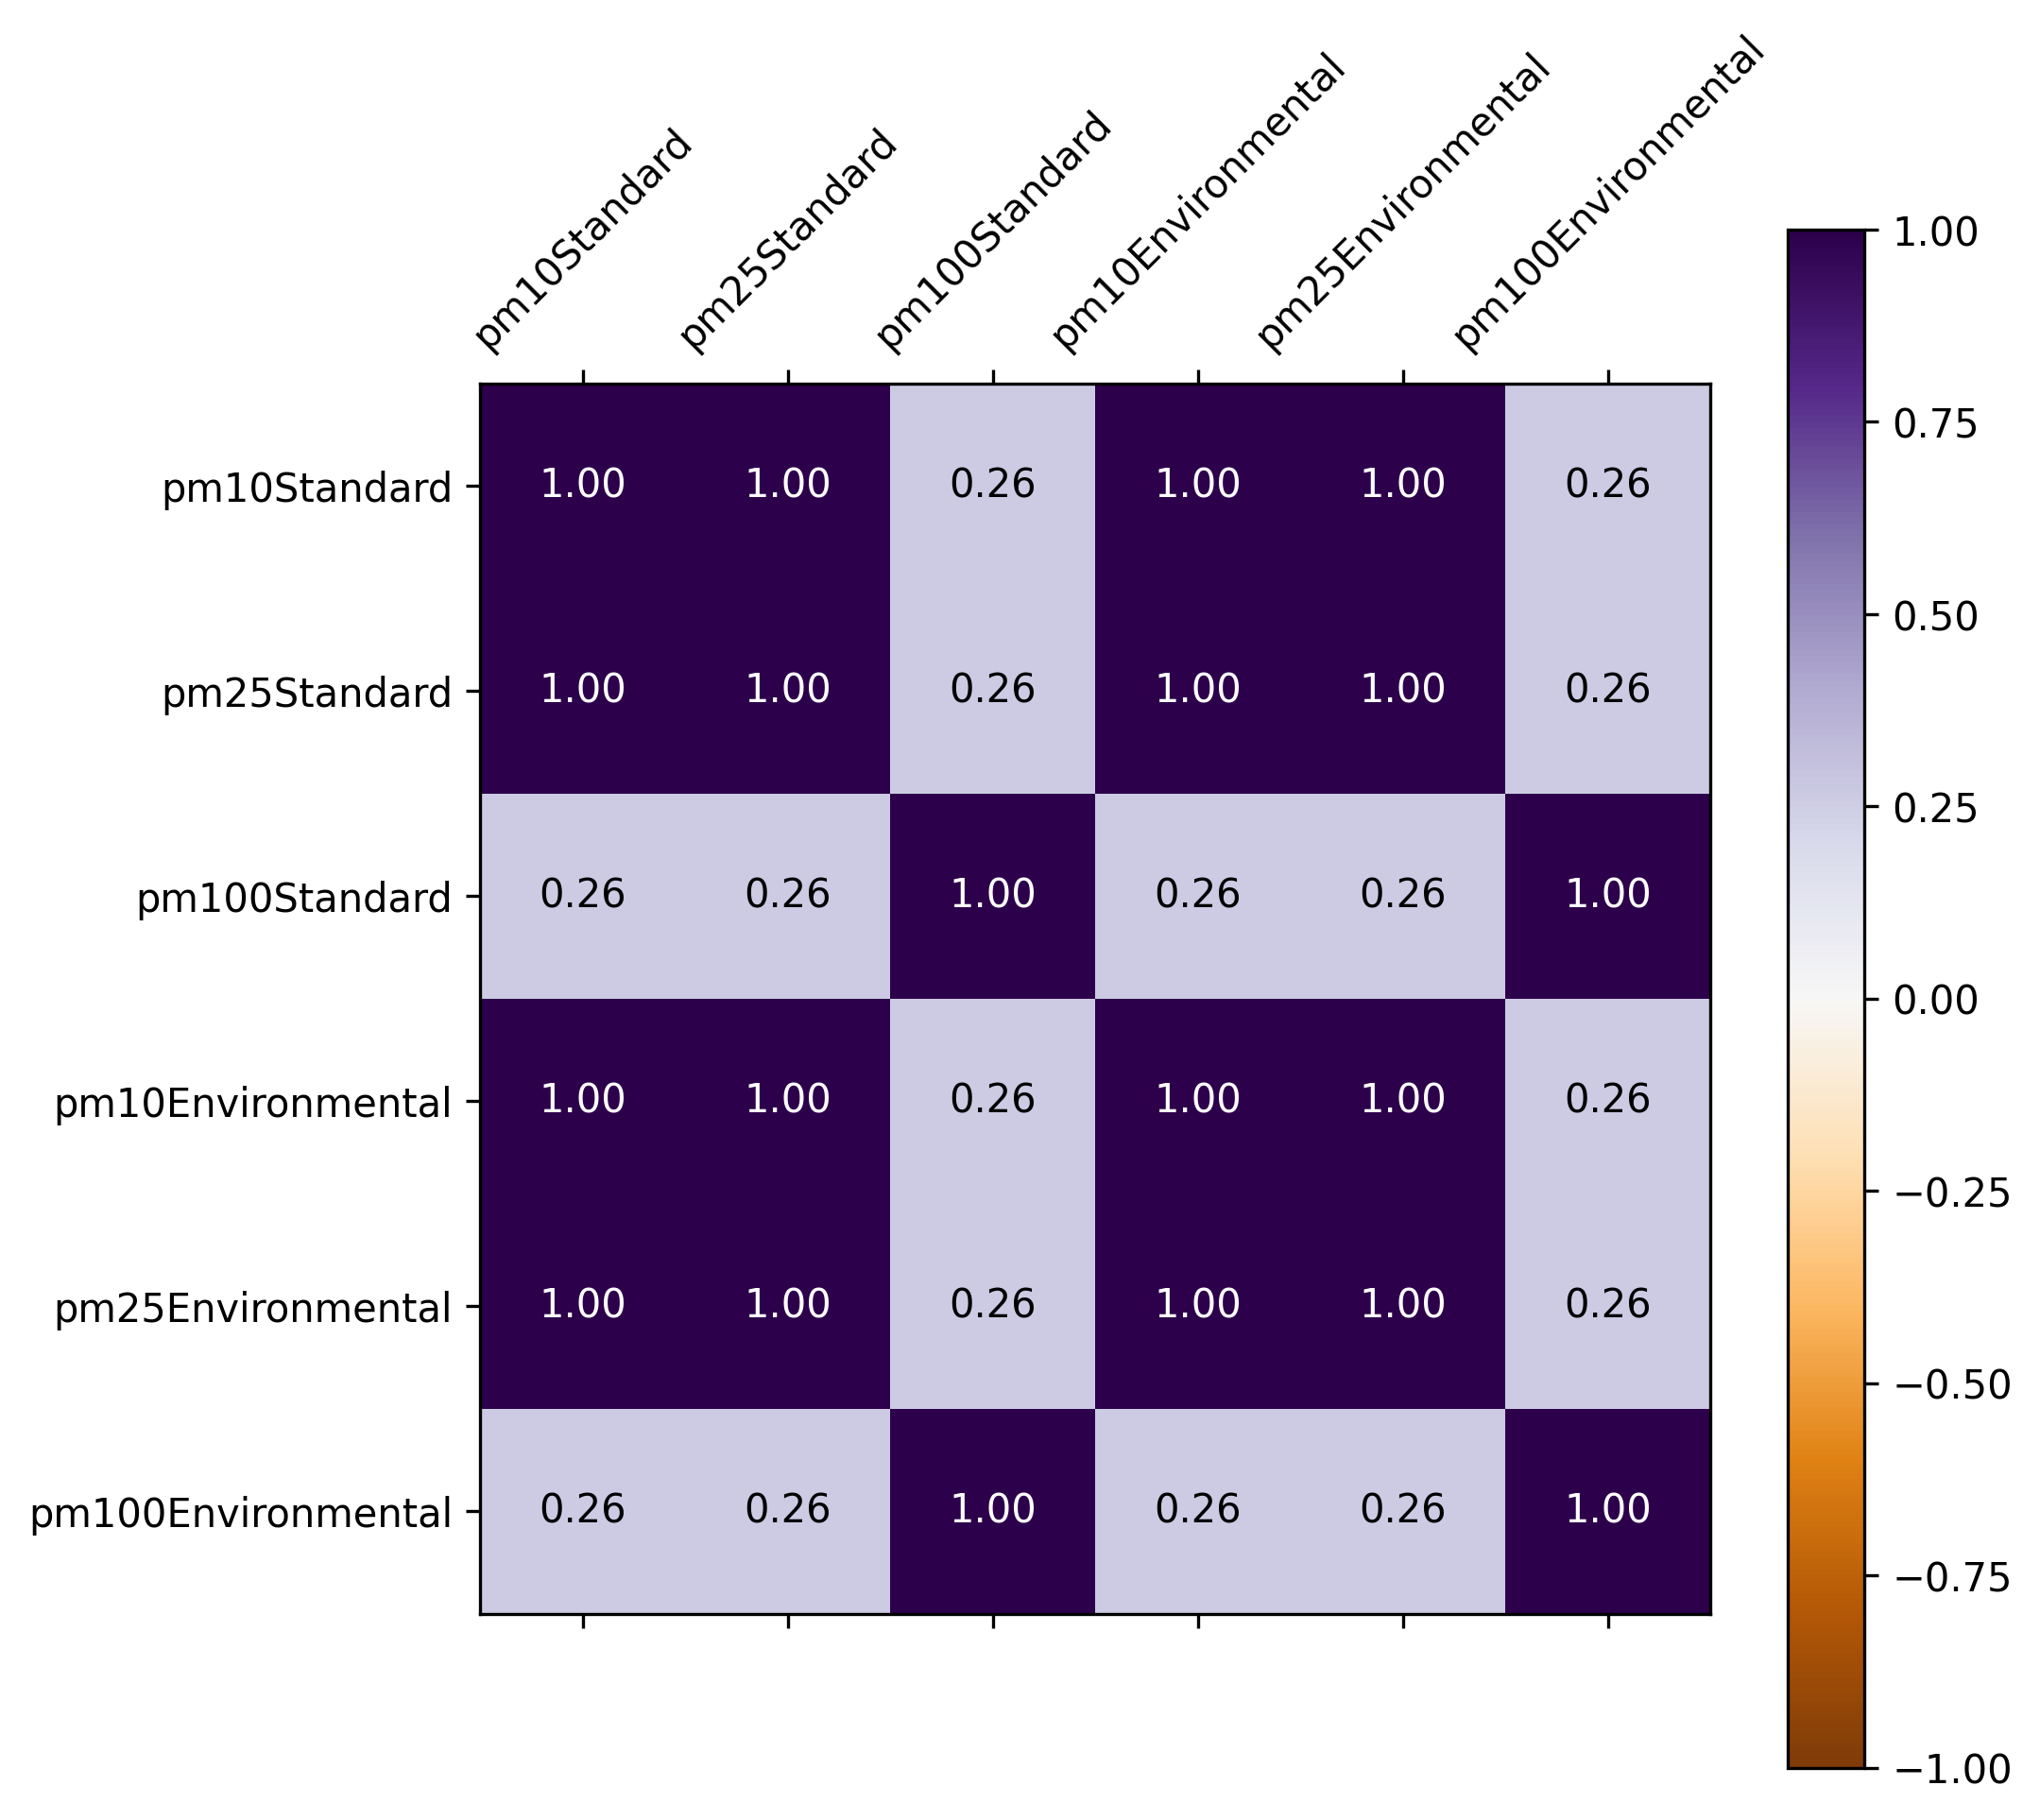 pm10Standard
pm25Standard
pm100Standard
pm10Environmental
pm25Environmental
pm100Environmental
pm10Standard 1.00 1.00 0.26 1.00 1.00 0.26
pm25Standard 1.00 1.00 0.26 1.00 1.00 0.26
pm100Standard 0.26 0.26 1.00 0.26 0.26 1.00
pm10Environmental 1.00 1.00 0.26 1.00 1.00 0.26
pm25Environmental 1.00 1.00 0.26 1.00 1.00 0.26
pm100Environmental 0.26 0.26 1.00 0.26 0.26 1.00
1.00
0.75
0.50
0.25
0.00
−0.25
−0.50
−0.75
−1.00